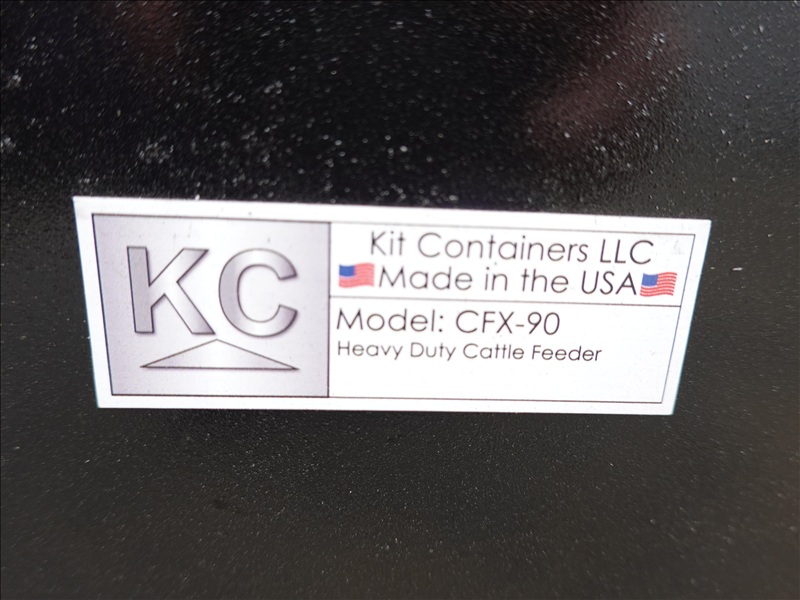 KC
Kit Containers LLC
Made in the USA
Model: CFX-90
Heavy Duty Cattle Feeder